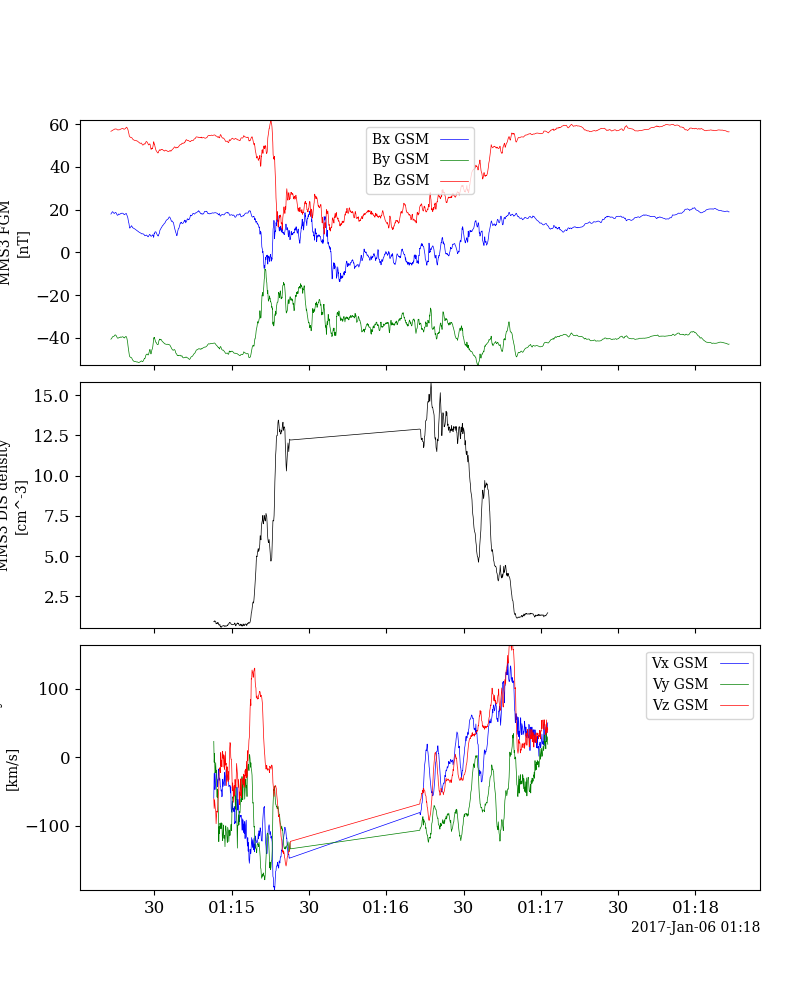 60
40
20
0
−20
−40
MMS3 FGM
[nT]
Bx GSM
By GSM
Bz GSM
15.0
12.5
10.0
7.5
5.0
2.5
MMS3 DIS density
[cm^-3]
100
0
−100
[km/s]
Vx GSM
Vy GSM
Vz GSM
30 01:15 30 01:16 30 01:17 30 01:18
2017-Jan-06 01:18